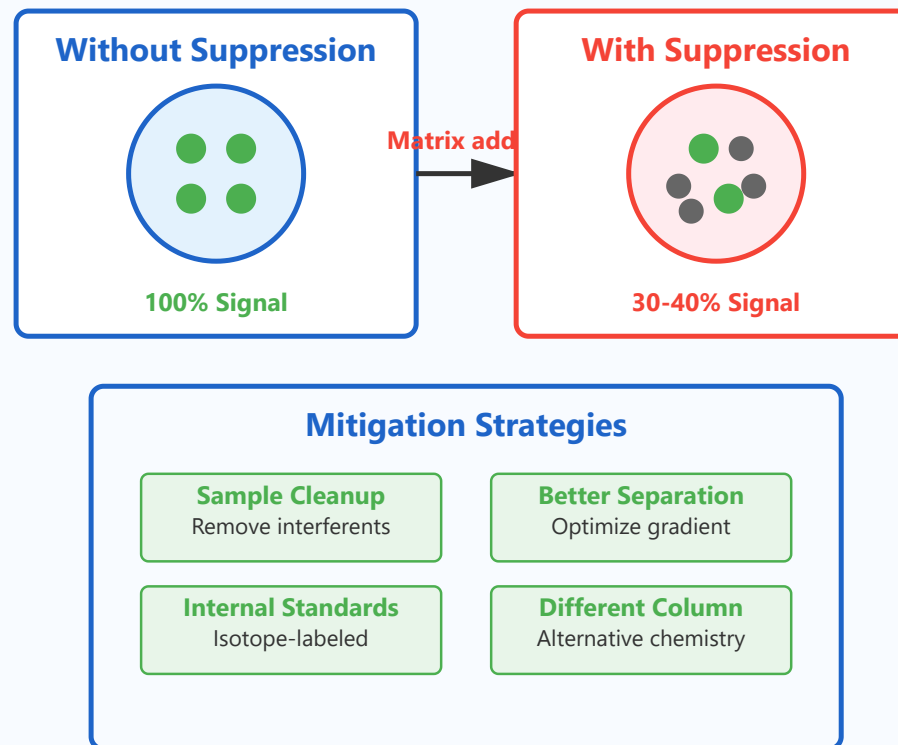 Without Suppression
With Suppression
Matrix add
100% Signal
30-40% Signal
Mitigation Strategies
Sample Cleanup
Remove interferents
Better Separation
Optimize gradient
Internal Standards
Isotope-labeled
Different Column
Alternative chemistry